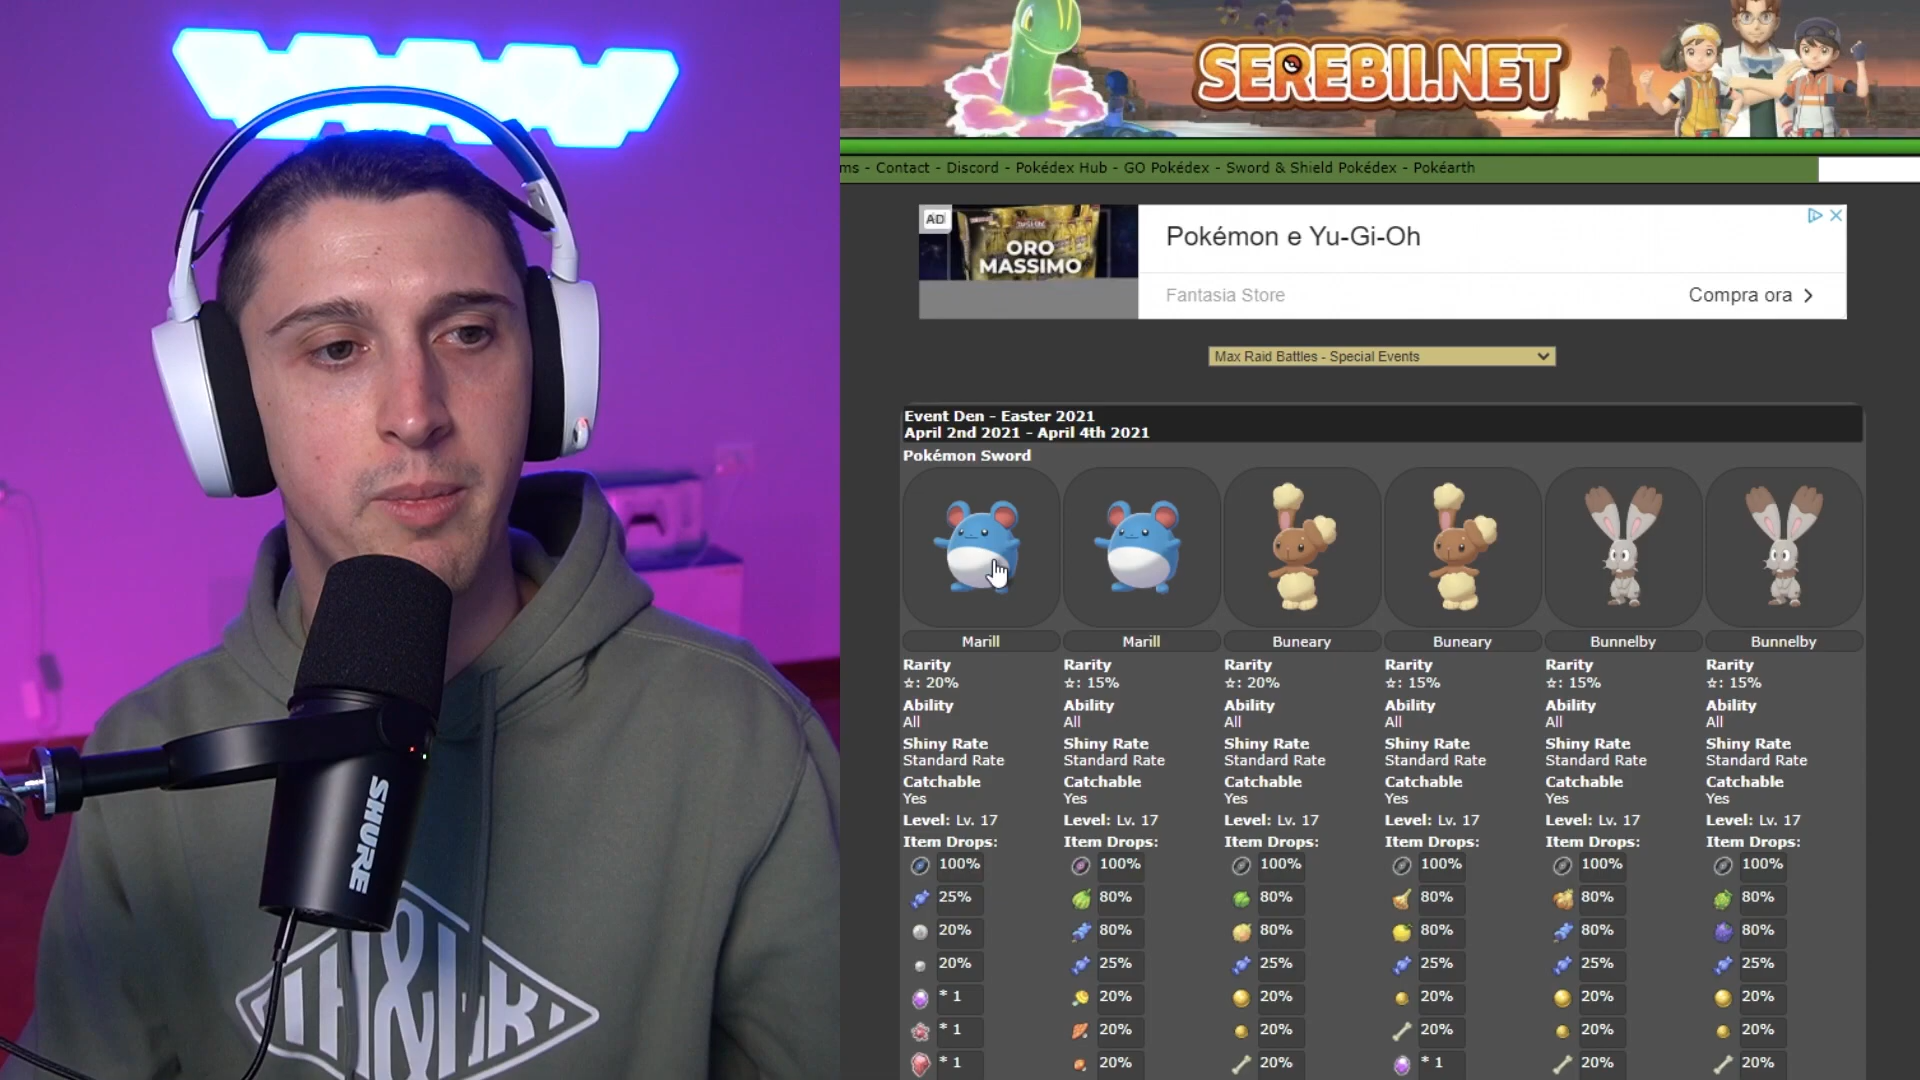 SEREBII.NET
ms - Contact - Discord - Pokédex Hub - GO Pokédex - Sword & Shield Pokédex - Pokéarth
AD
ORO
MASSIMO
Pokémon e Yu-Gi-Oh
Fantasia Store
Compra ora
Max Raid Battles - Special Events
Event Den - Easter 2021
April 2nd 2021 - April 4th 2021
Pokémon Sword
Marill Marill Buneary Buneary Bunnelby Bunnelby
Rarity Rarity Rarity Rarity Rarity Rarity
☆: 20% ☆: 15% ☆: 20% ☆: 15% ☆: 15% ☆: 15%
Ability Ability Ability Ability Ability Ability
All All All All All All
Shiny Rate Shiny Rate Shiny Rate Shiny Rate Shiny Rate Shiny Rate
Standard Rate Standard Rate Standard Rate Standard Rate Standard Rate Standard Rate
Catchable Catchable Catchable Catchable Catchable Catchable
Yes Yes Yes Yes Yes Yes
Level: Lv. 17 Level: Lv. 17 Level: Lv. 17 Level: Lv. 17 Level: Lv. 17 Level: Lv. 17
Item Drops: Item Drops: Item Drops: Item Drops: Item Drops: Item Drops:
100% 100% 100% 100% 100% 100%
25% 80% 80% 80% 80% 80%
20% 80% 80% 80% 80% 80%
20% 25% 25% 25% 25% 25%
* 1 20% 20% 20% 20% 20%
* 1 20% 20% 20% 20% 20%
* 1 20% 20% * 1 20% 20%
SHURE